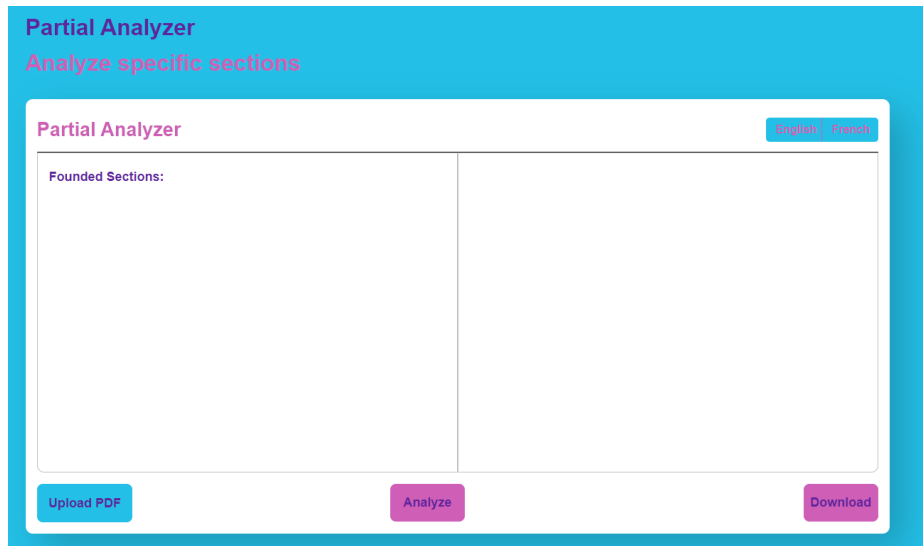 Partial Analyzer
Analyze specific sections
Partial Analyzer
English French
Founded Sections:
Upload PDF Analyze Download